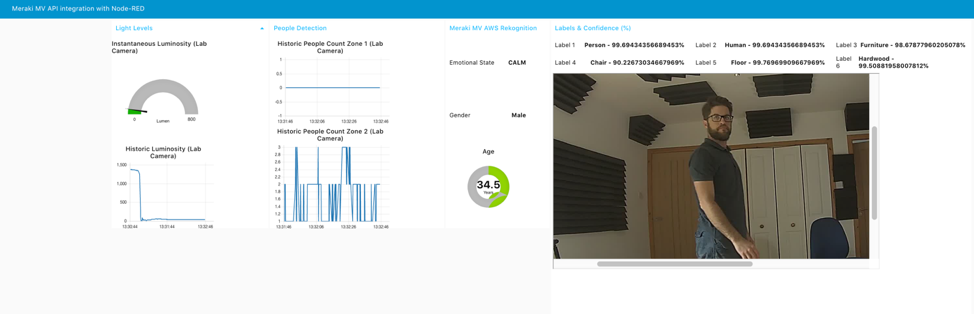 Meraki MV API integration with Node-RED
Light Levels
Instantaneous Luminosity (Lab
Camera)
0
Lumen
800
Historic Luminosity (Lab
Camera)
1,500
1,000
500
0
13:30:44
13:31:44
13:32:46
People Detection
Historic People Count Zone 1 (Lab
Camera)
1
0.5
0
-0.5
-1
13:31:46
13:32:06
13:32:26
13:32:46
Historic People Count Zone 2 (Lab
Camera)
3
2.8
2.6
2.4
2.2
2
1.8
1.6
1.4
1.2
1
13:31:46
13:32:06
13:32:26
13:32:46
Meraki MV AWS Rekognition
Emotional State CALM
Gender Male
Age
34.5
Years
Labels & Confidence (%)
Label 1 Person - 99.69434356689453% Label 2 Human - 99.69434356689453% Label 3 Furniture - 98.67877960205078%
Label 4 Chair - 90.22673034667969% Label 5 Floor - 99.76969909667969% Label 6 Hardwood - 99.50881958007812%